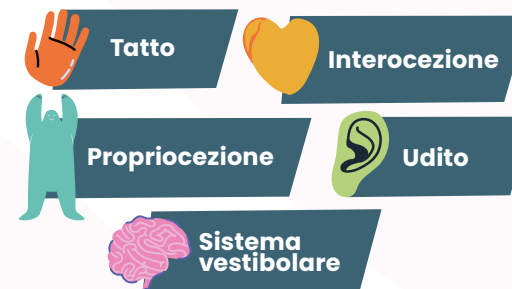 Tatto
Interocezione
Propriocezione
Udito
Sistema
vestibolare